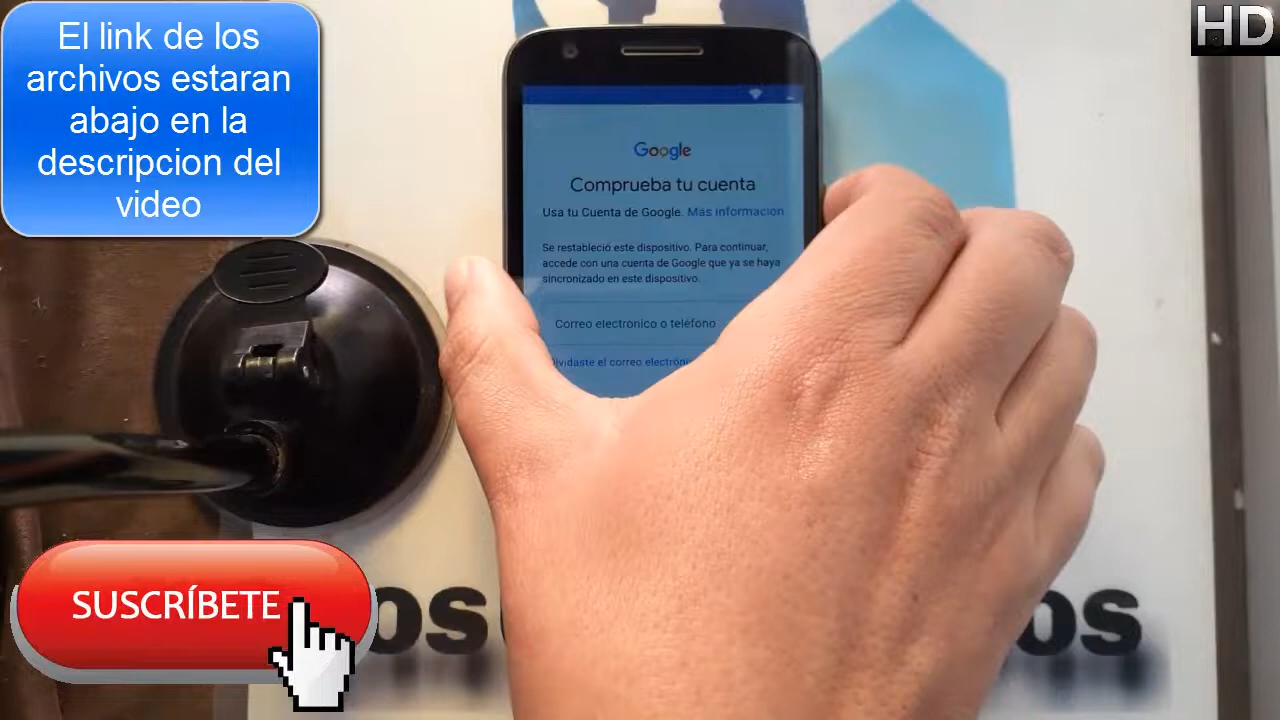 El link de los
archivos estaran
abajo en la
descripcion del
video
HD
Google
Comprueba tu cuenta
Usa tu Cuenta de Google. Más información
Se restableció este dispositivo. Para continuar,
accede con una cuenta de Google que ya se haya
sincronizado en este dispositivo.
Correo electrónico o teléfono
SUSCRÍBETE